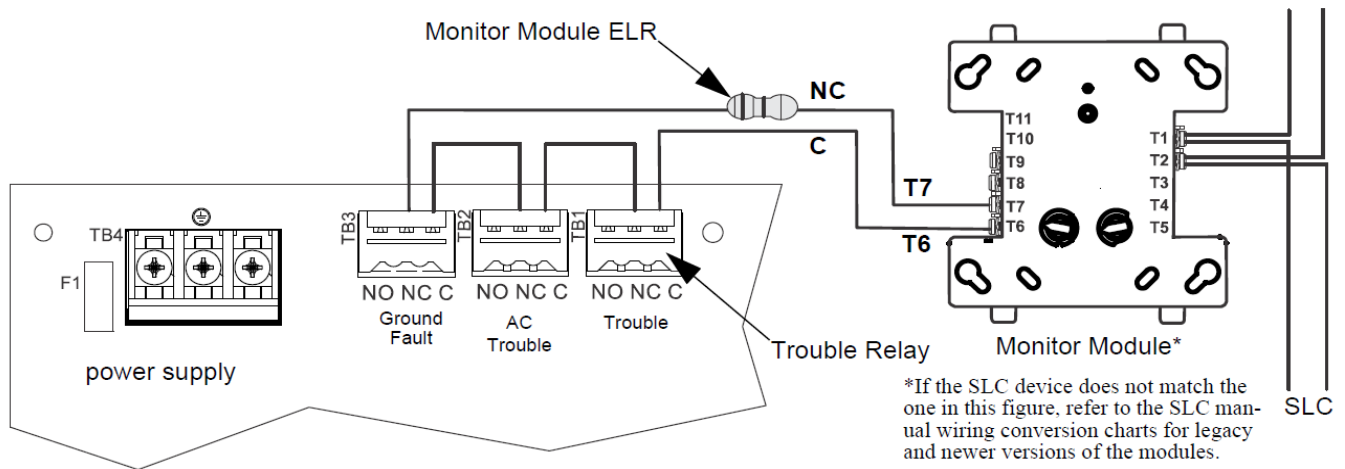 Monitor Module ELR
NC
C
T7
T6
T11
T10
T9
T8
T7
T6
T1
T2
T3
T4
T5
TB4
F1
TB3
TB2
TB1
NO NC C
NO NC C
NO NC C
Ground
Fault
AC
Trouble
Trouble
power supply
Trouble Relay
Monitor Module*
*If the SLC device does not match the
one in this figure, refer to the SLC man-
ual wiring conversion charts for legacy
and newer versions of the modules.
SLC